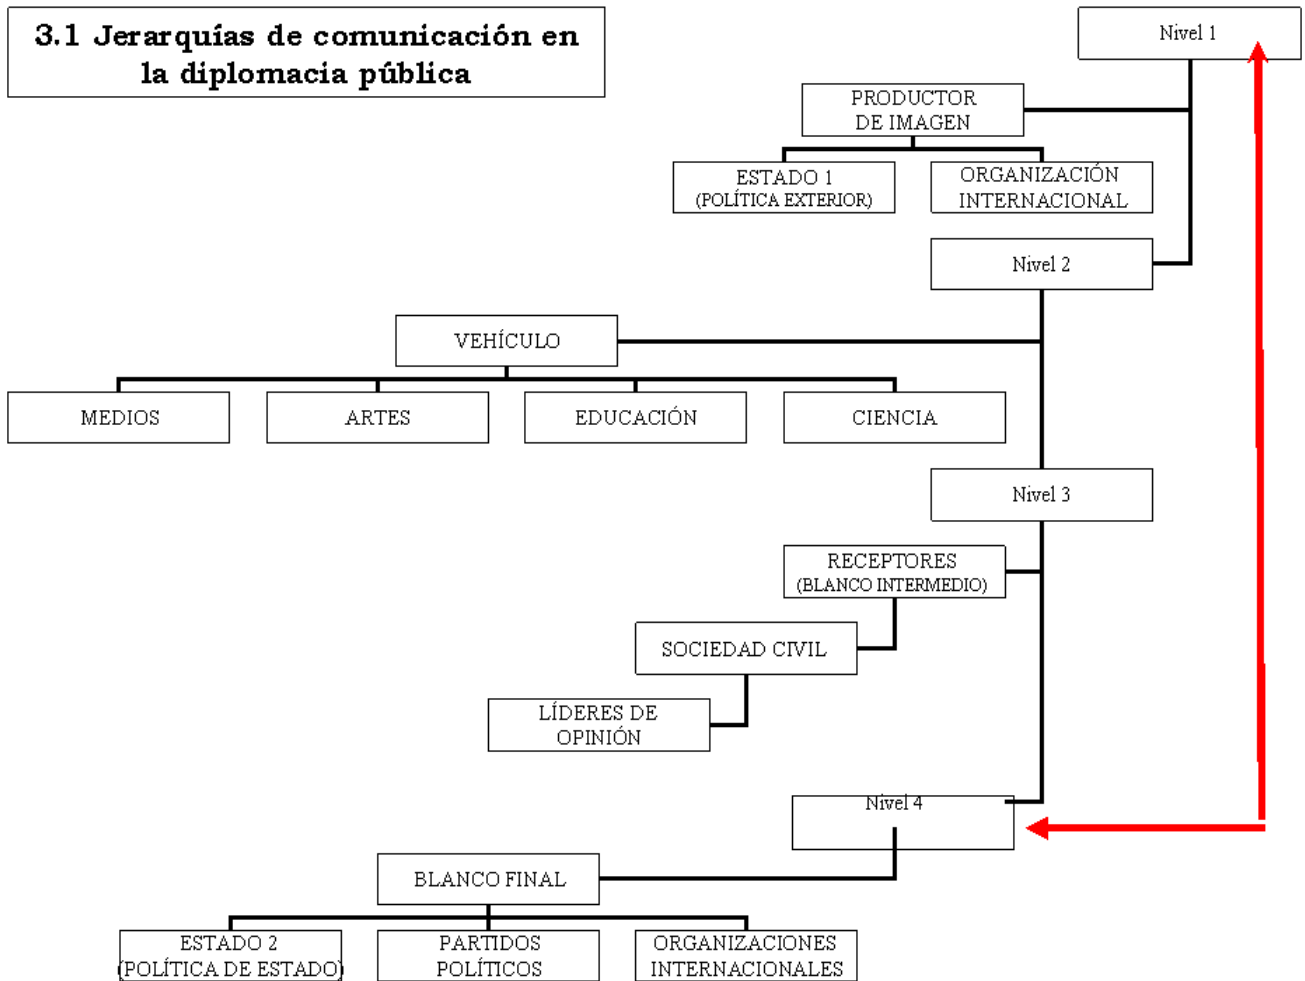 3.1 Jerarquías de comunicación en
la diplomacia pública
Nivel 1
PRODUCTOR
DE IMAGEN
ESTADO 1
(POLÍTICA EXTERIOR)
ORGANIZACIÓN
INTERNACIONAL
Nivel 2
VEHÍCULO
MEDIOS
ARTES
EDUCACIÓN
CIENCIA
Nivel 3
RECEPTORES
(BLANCO INTERMEDIO)
SOCIEDAD CIVIL
LÍDERES DE
OPINIÓN
Nivel 4
BLANCO FINAL
ESTADO 2
(POLÍTICA DE ESTADO)
PARTIDOS
POLÍTICOS
ORGANIZACIONES
INTERNACIONALES